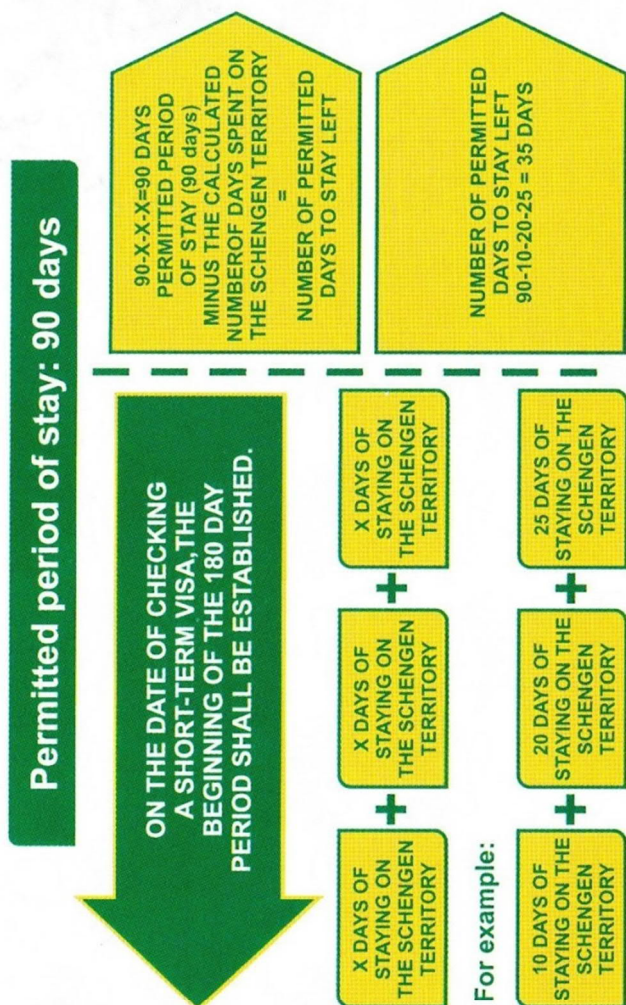 Permitted period of stay: 90 days
ON THE DATE OF CHECKING
A SHORT-TERM VISA,THE
BEGINNING OF THE 180 DAY
PERIOD SHALL BE ESTABLISHED.
90-X-X-X=90 DAYS
PERMITTED PERIOD
OF STAY (90 days)
MINUS THE CALCULATED
NUMBEROF DAYS SPENT ON
THE SCHENGEN TERRITORY
=
NUMBER OF PERMITTED
DAYS TO STAY LEFT
X DAYS OF
STAYING ON
THE SCHENGEN
TERRITORY
+
X DAYS OF
STAYING ON
THE SCHENGEN
TERRITORY
+
X DAYS OF
STAYING ON
THE SCHENGEN
TERRITORY
For example:
10 DAYS OF
STAYING ON THE
SCHENGEN
TERRITORY
+
20 DAYS OF
STAYING ON THE
SCHENGEN
TERRITORY
+
25 DAYS OF
STAYING ON THE
SCHENGEN
TERRITORY
NUMBER OF PERMITTED
DAYS TO STAY LEFT
90-10-20-25 = 35 DAYS